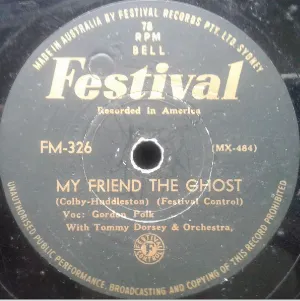 MADE IN AUSTRALIA BY FESTIVAL RECORDS PTY. LTD. SYDNEY
78
RPM
BELL
Festival
Recorded in America
FM-326
(MX-484)
MY FRIEND THE GHOST
(Colby-Huddleston) (Festival Control)
Voc: Gordon Polk
With Tommy Dorsey & Orchestra,
FESTIVAL
F
UNAUTHORISED PUBLIC PERFORMANCE, BROADCASTING AND COPYING OF THIS RECORD PROHIBITED